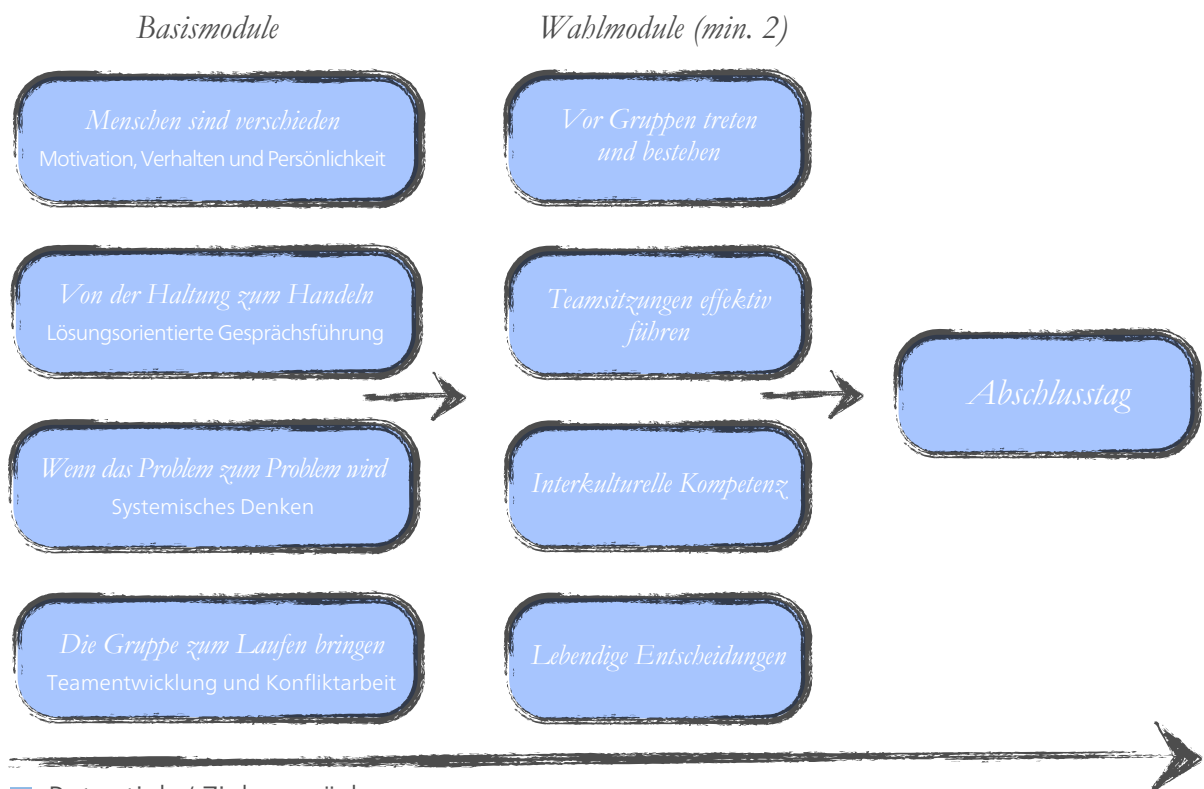 Basismodule
Wahlmodule (min. 2)
Menschen sind verschieden
Motivation, Verhalten und Persönlichkeit
Vor Gruppen treten
und bestehen
Von der Haltung zum Handeln
Lösungsorientierte Gesprächsführung
Teamsitzungen effektiv
führen
Abschlusstag
Wenn das Problem zum Problem wird
Systemisches Denken
Interkulturelle Kompetenz
Die Gruppe zum Laufen bringen
Teamentwicklung und Konfliktarbeit
Lebendige Entscheidungen